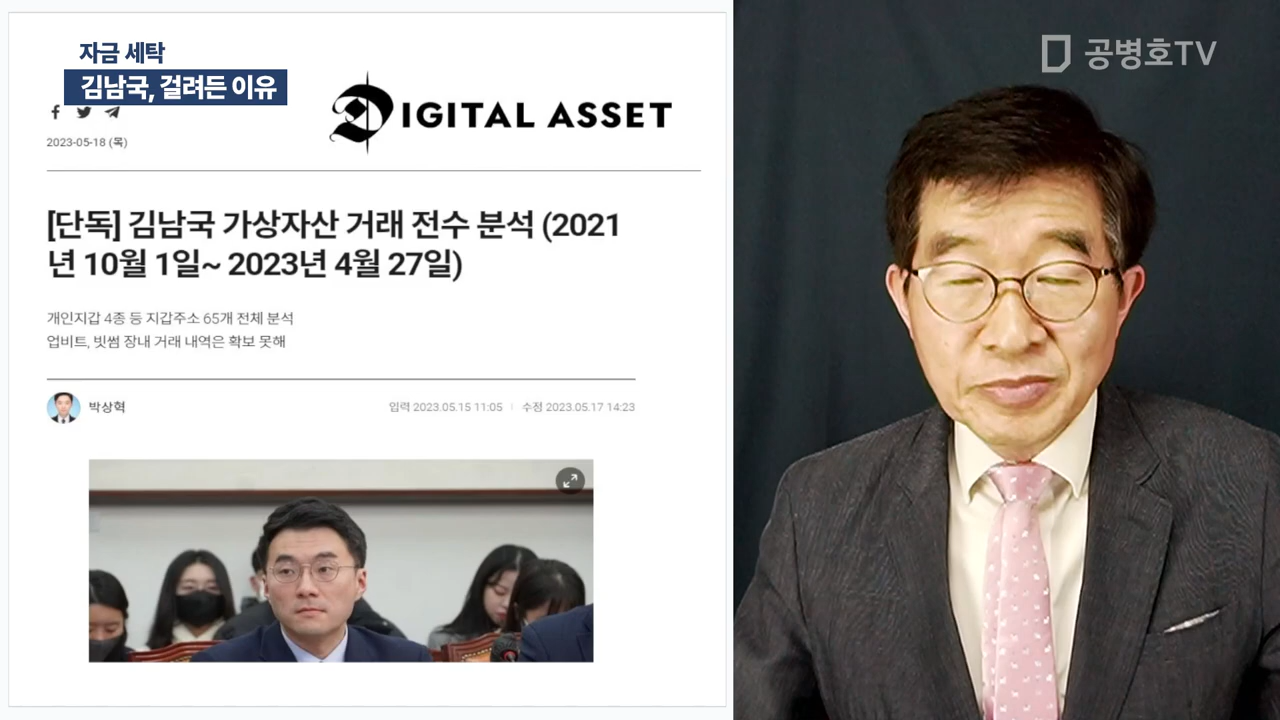 자금 세탁
김남국, 걸려든 이유
공병호TV
DIGITAL ASSET
2023-05-18 (목)
[단독] 김남국 가상자산 거래 전수 분석 (2021
년 10월 1일~ 2023년 4월 27일)
개인지갑 4종 등 지갑주소 65개 전체 분석
업비트, 빗썸 장내 거래 내역은 확보 못해
박상혁
입력 2023.05.15 11:05 | 수정 2023.05.17 14:23